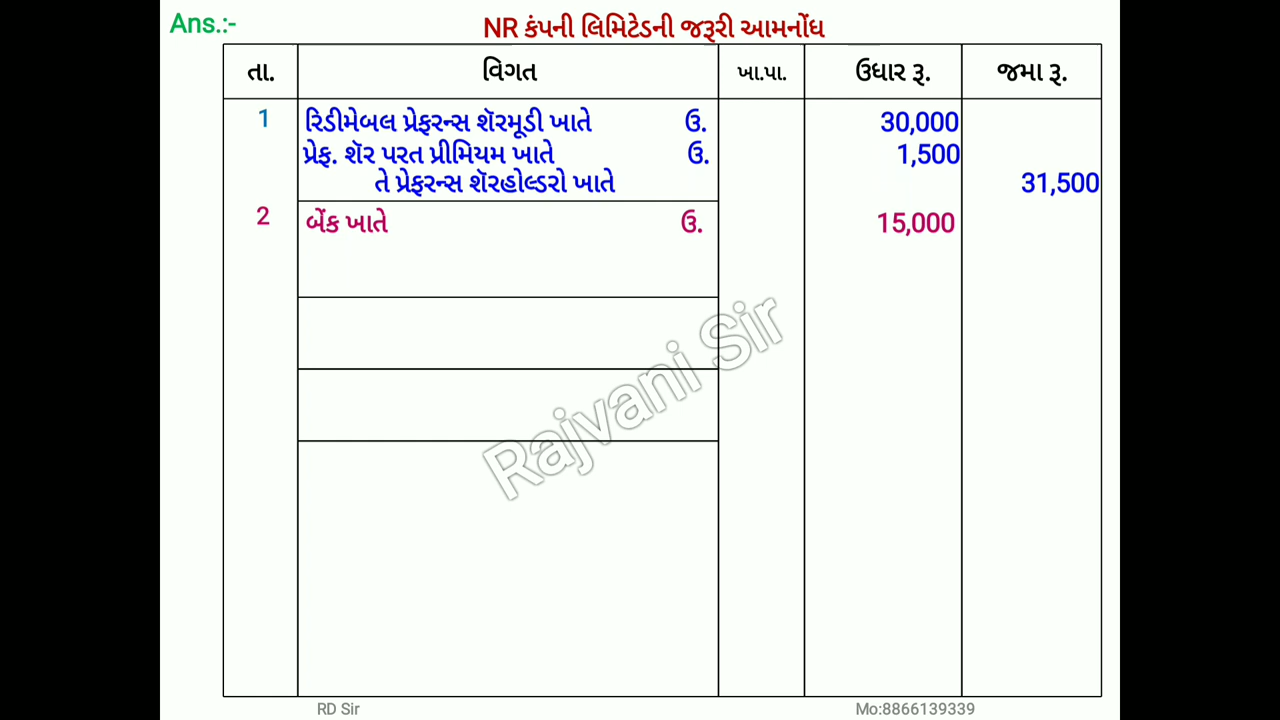 Ans.:-
NR કંપની લિમિટેડની જરૂરી આમનોંધ
તા. વિગત ખા.પા. ઉધાર રૂ. જમા રૂ.
1 રિડીમેબલ પ્રેફરન્સ શૅરમૂડી ખાતે ઉ. 30,000
પ્રેફ. શૅર પરત પ્રીમિયમ ખાતે ઉ. 1,500
તે પ્રેફરન્સ શૅરહોલ્ડરો ખાતે 31,500
2 બેંક ખાતે ઉ. 15,000
Rajvani Sir
RD Sir Mo:8866139339